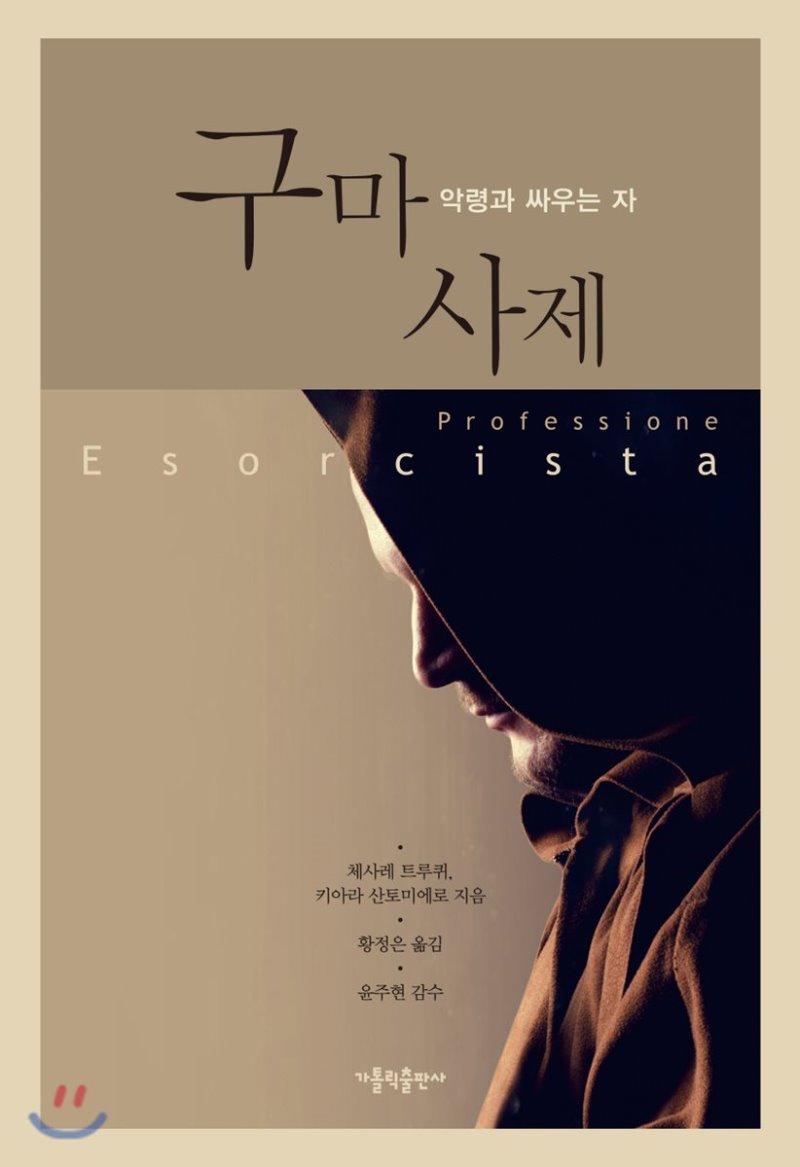 구마
악령과 싸우는 자
사제
Professione
Esorcista
체사레 트루퀴,
키아라 산토미에로 지음
황정은 옮김
윤주현 감수
가톨릭출판사